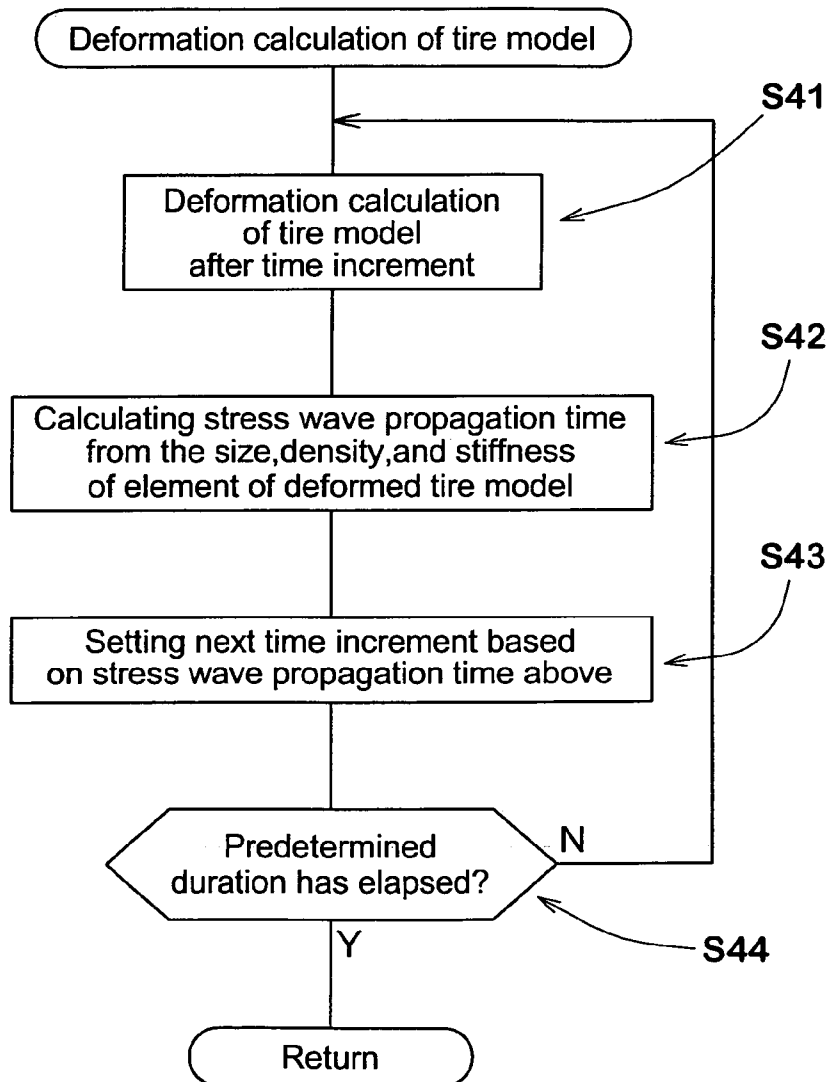 Deformation calculation of tire model
S41
Deformation calculation
of tire model
after time increment
S42
Calculating stress wave propagation time
from the size,density,and stiffness
of element of deformed tire model
S43
Setting next time increment based
on stress wave propagation time above
Predetermined
duration has elapsed?
N
Y
S44
Return